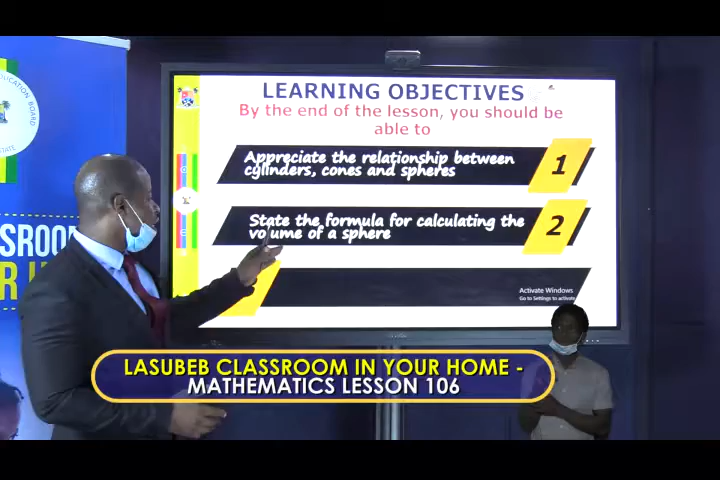 LEARNING OBJECTIVES
By the end of the lesson, you should be
able to
Appreciate the relationship between
cylinders, cones and spheres
1
State the formula for calculating the
volume of a sphere
2
Activate Windows
Go to Settings to activate
LASUBEB CLASSROOM IN YOUR HOME -
MATHEMATICS LESSON 106